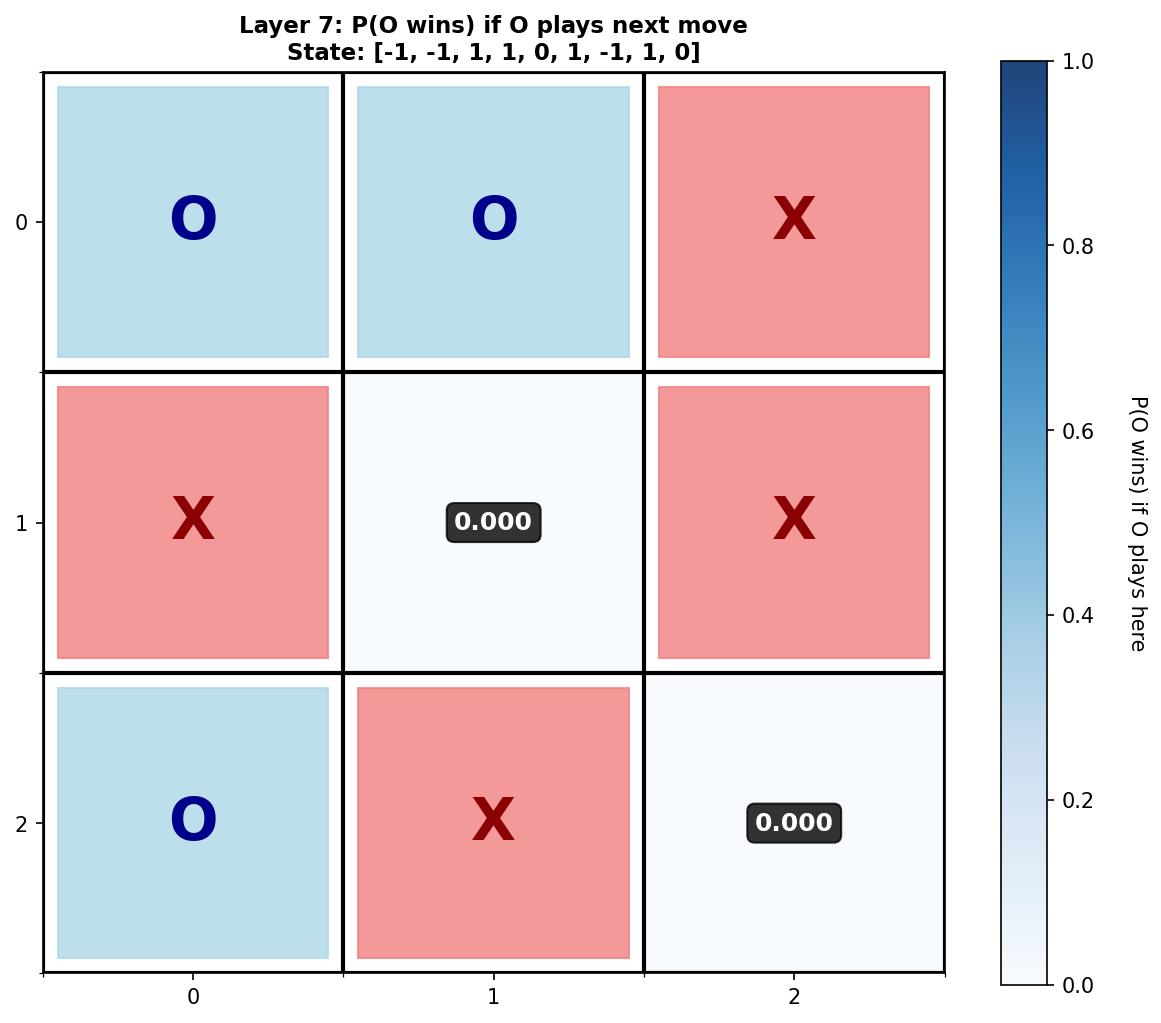 Layer 7: P(O wins) if O plays next move
State: [-1, -1, 1, 1, 0, 1, -1, 1, 0]
0
O
O
X
1
X
0.000
X
2
O
X
0.000
0
1
2
1.0
0.8
0.6
0.4
0.2
0.0
P(O wins) if O plays here